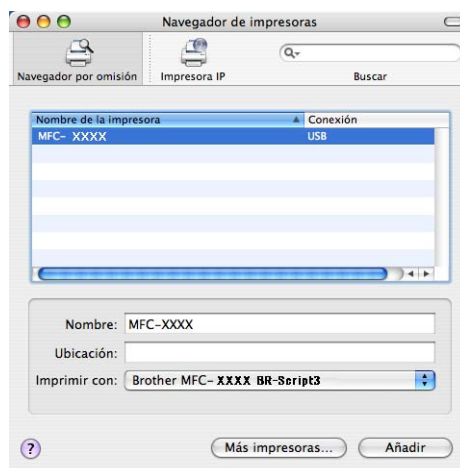 Navegador de impresoras
Navegador por omisión Impresora IP Buscar
Nombre de la impresora Conexión
MFC- XXXX USB
Nombre: MFC-XXXX
Ubicación:
Imprimir con: Brother MFC- XXXX BR-Script3
? Más impresoras... Añadir